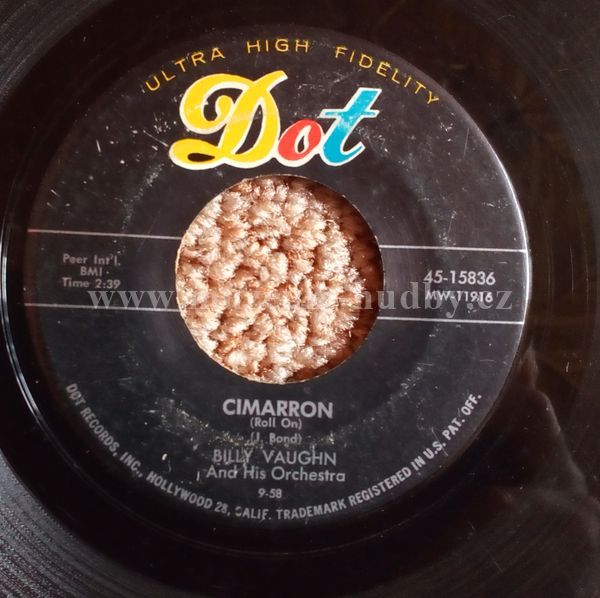 ULTRA HIGH FIDELITY
Dot
Peer Int'l.
BMI
Time 2:39
45-15836
MW-11916
CIMARRON
(Roll On)
(J. Bond)
BILLY VAUGHN
And His Orchestra
9-58
DOT RECORDS, INC., HOLLYWOOD 28, CALIF. TRADEMARK REGISTERED IN U.S. PAT. OFF.